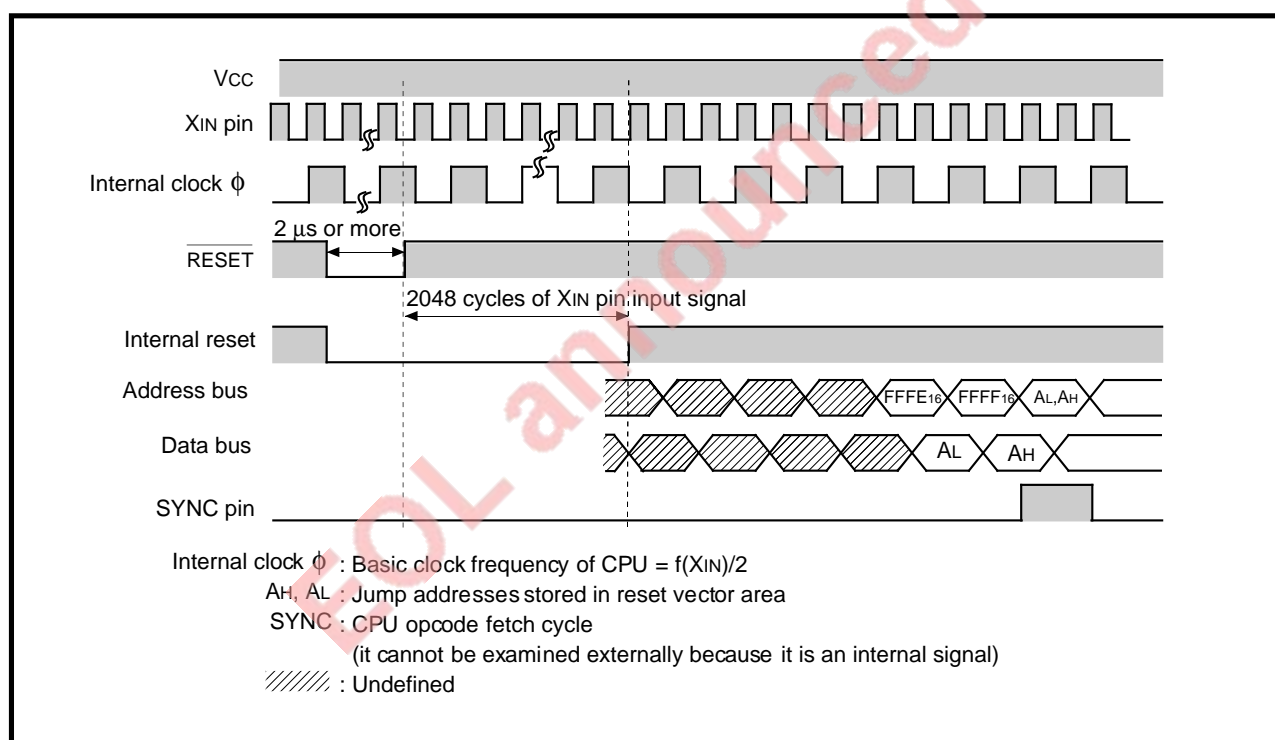 VCC
XIN pin
Internal clock ϕ
2 μs or more
RESET
2048 cycles of XIN pin input signal
Internal reset
Address bus
FFFE16 FFFF16 AL,AH
Data bus
AL AH
SYNC pin
Internal clock ϕ : Basic clock frequency of CPU = f(XIN)/2
AH, AL : Jump addresses stored in reset vector area
SYNC : CPU opcode fetch cycle
(it cannot be examined externally because it is an internal signal)
: Undefined
EOL announced